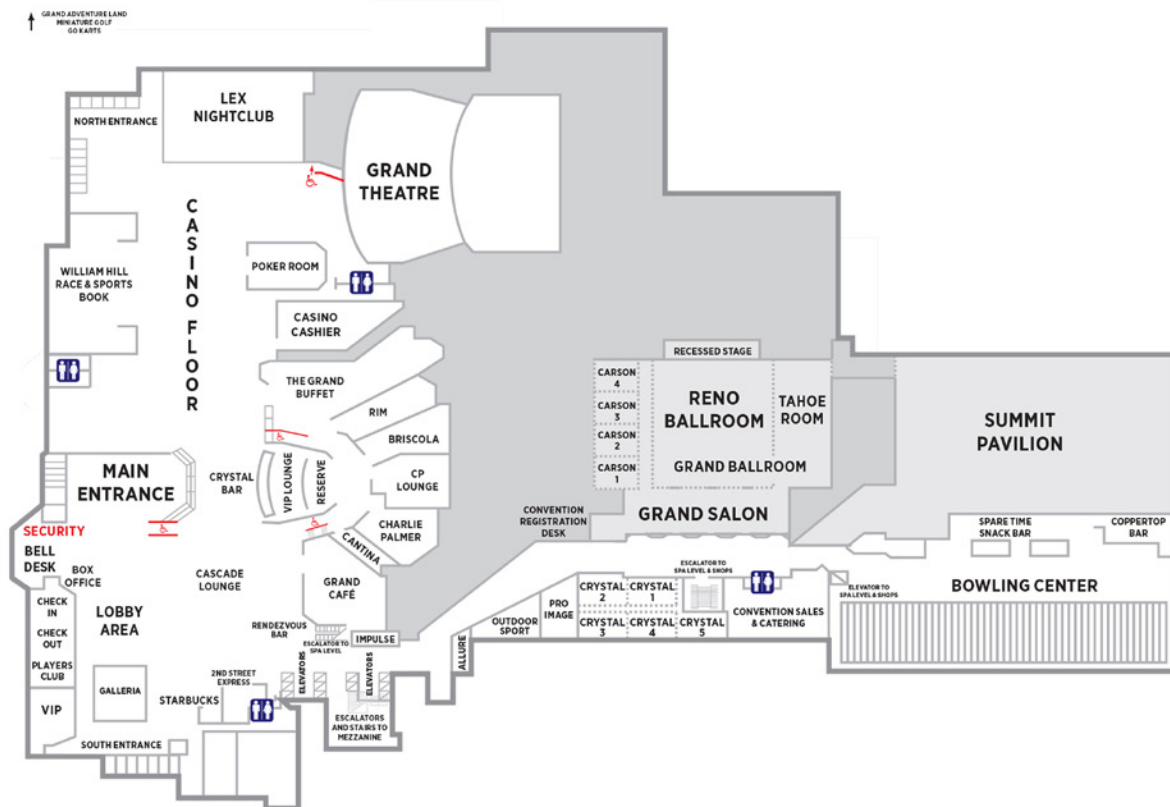 GRAND ADVENTURE LAND
MINIATURE GOLF
GO KARTS
LEX
NIGHTCLUB
NORTH ENTRANCE
GRAND
THEATRE
CASINO FLOOR
POKER ROOM
WILLIAM HILL
RACE & SPORTS
BOOK
CASINO
CASHIER
THE GRAND
BUFFET
RIM
BRISCOLA
CP
LOUNGE
CHARLIE
PALMER
CANTINA
CRYSTAL
BAR
VIP LOUNGE
RESERVE
MAIN
ENTRANCE
RECESSED STAGE
CARSON
4
CARSON
3
CARSON
2
CARSON
1
RENO
BALLROOM
TAHOE
ROOM
GRAND BALLROOM
GRAND SALON
SUMMIT
PAVILION
CONVENTION
REGISTRATION
DESK
SECURITY
BELL
DESK
BOX
OFFICE
CHECK
IN
CHECK
OUT
PLAYERS
CLUB
VIP
LOBBY
AREA
GALLERIA
CASCADE
LOUNGE
GRAND
CAFÉ
RENDEZVOUS
BAR
ESCALATOR TO
SPA LEVEL
IMPULSE
ELEVATORS
ELEVATORS
2ND STREET
EXPRESS
STARBUCKS
SOUTH ENTRANCE
ESCALATORS
AND STAIRS TO
MEZZANINE
ALLURE
OUTDOOR
SPORT
PRO
IMAGE
CRYSTAL
2
CRYSTAL
1
CRYSTAL
3
CRYSTAL
4
CRYSTAL
5
ESCALATOR TO
SPA LEVEL & SHOPS
CONVENTION SALES
& CATERING
ELEVATOR TO
SPA LEVEL & SHOPS
SPARE TIME
SNACK BAR
COPPERTOP
BAR
BOWLING CENTER